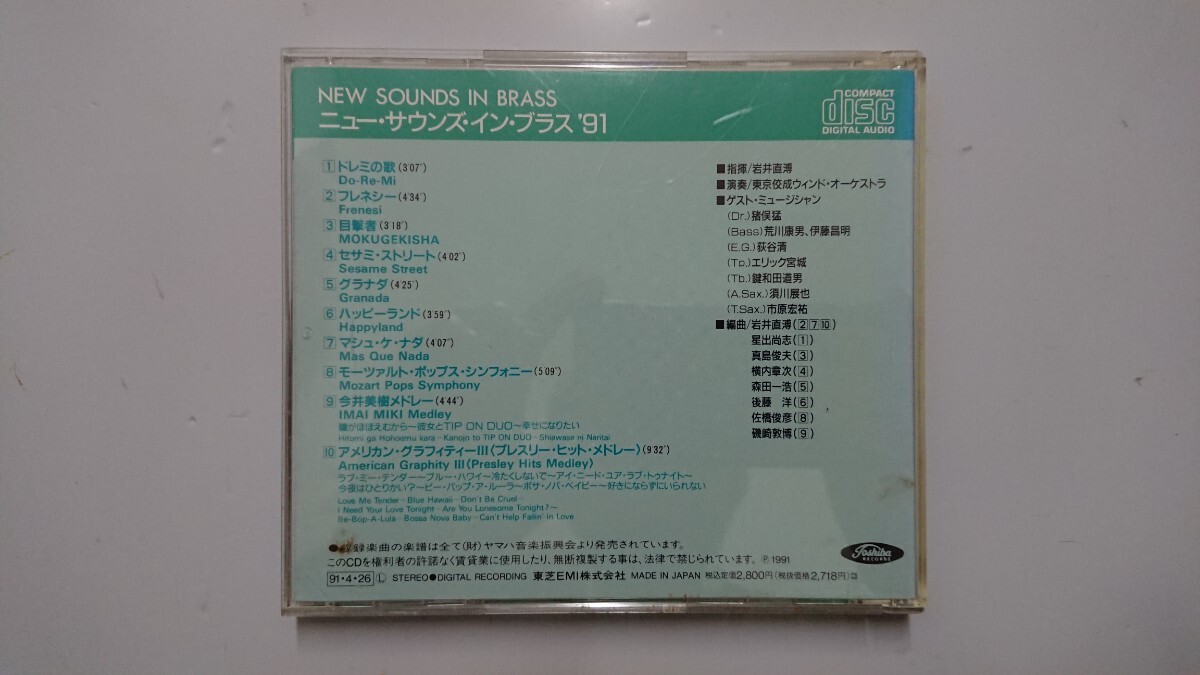 NEW SOUNDS IN BRASS
ニュー・サウンズ・イン・ブラス '91
COMPACT
disc
DIGITAL AUDIO
1 ドレミの歌(3'07")
Do-Re-Mi
2 フレネシー(4'34")
Frenesi
3 目撃者(3'18")
MOKUGEKISHA
4 セサミ・ストリート(4'02")
Sesame Street
5 グラナダ(4'25")
Granada
6 ハッピーランド(3'59")
Happyland
7 マシュ・ケ・ナダ(4'07")
Mas Que Nada
8 モーツァルト・ポップス・シンフォニー(5'09")
Mozart Pops Symphony
9 今井美樹メドレー(4'44")
IMAI MIKI Medley
瞳がほほえむから〜彼女とTIP ON DUO〜幸せになりたい
Hitomi ga Hohoemu kara–Kanojo to TIP ON DUO–Shiawase ni Naritai
10 アメリカン・グラフィティーIII(プレスリー・ヒット・メドレー)(9'32")
American Graphity III(Presley Hits Medley)
ラブ・ミー・テンダー〜ブルー・ハワイ〜冷たくしないで〜アイ・ニード・ユア・ラブ・トゥナイト〜
今夜はひとりかい?〜ビー・バップ・ア・ルーラ〜ボサ・ノバ・ベイビー〜好きにならずにいられない
Love Me Tender–Blue Hawaii–Don't Be Cruel–
I Need Your Love Tonight–Are You Lonesome Tonight?〜
Be-Bop-A-Lula–Bossa Nova Baby–Can't Help Fallin' in Love
■指揮/岩井直溥
■演奏/東京佼成ウィンド・オーケストラ
■ゲスト・ミュージシャン
(Dr.)猪俣猛
(Bass)荒川康男、伊藤昌明
(E.G.)荻谷清
(Tp.)エリック宮城
(Tb.)鍵和田道男
(A.Sax.)須川展也
(T.Sax.)市原宏祐
■編曲/岩井直溥(2 7 10)
星出尚志(1)
真島俊夫(3)
横内章次(4)
森田一浩(5)
後藤 洋(6)
佐橋俊彦(8)
磯崎敦博(9)
●収録楽曲の楽譜は全て(財)ヤマハ音楽振興会より発売されています。
このCDを権利者の許諾なく賃貸業に使用したり、無断複製する事は、法律で禁じられています。 ℗1991
Toshiba
RECORDS
91・4・26 L STEREO●DIGITAL RECORDING 東芝EMI株式会社 MADE IN JAPAN 税込定価2,800円(税抜価格2,718円)